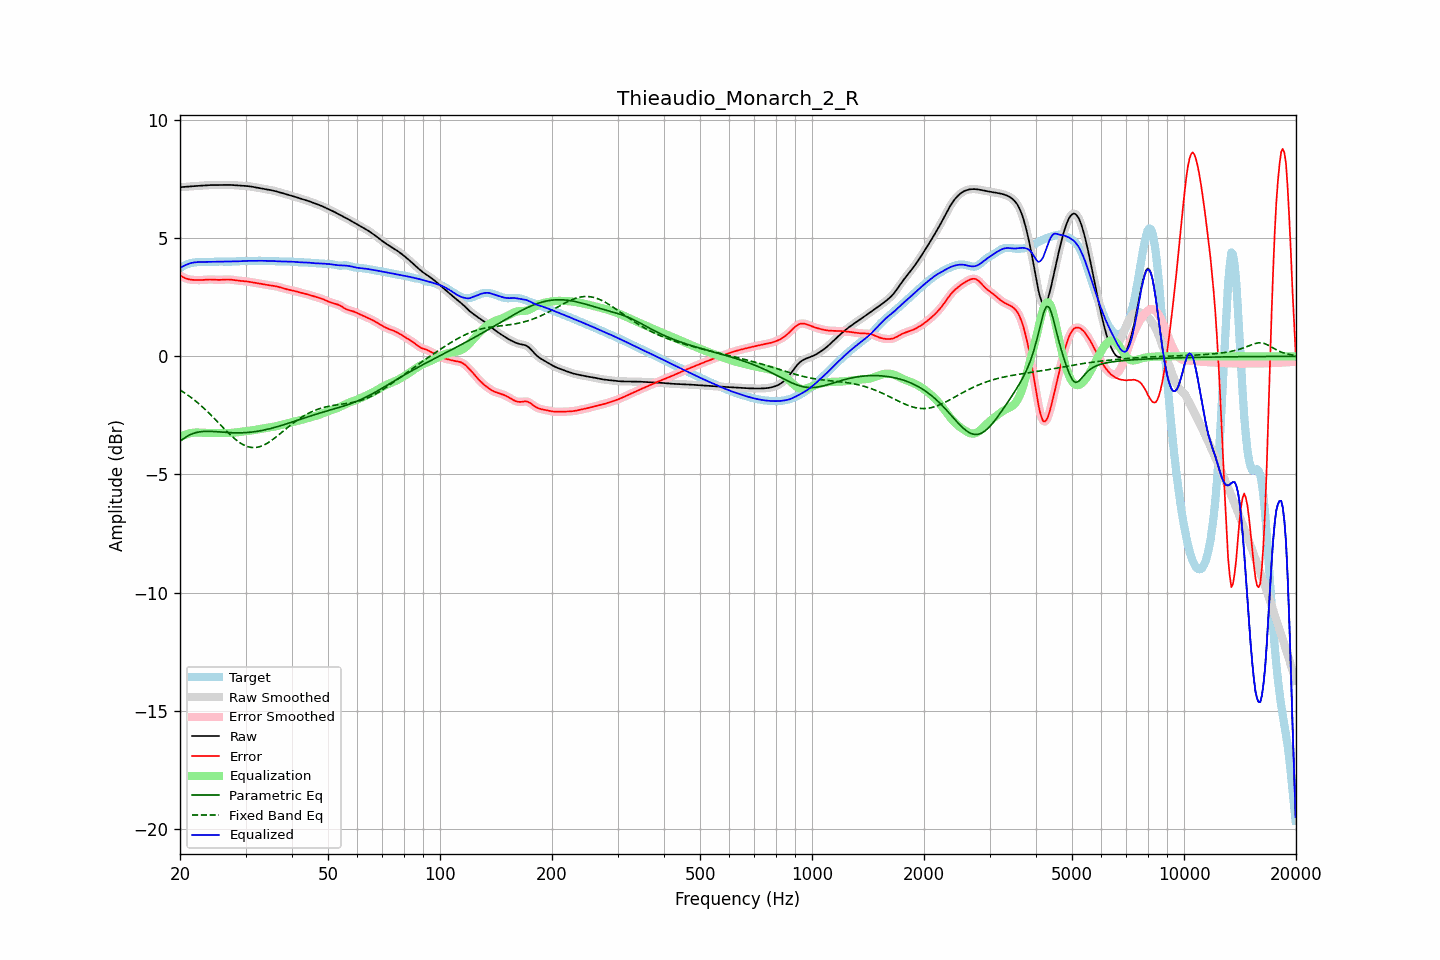 Thieaudio_Monarch_2_R
10
5
0
−5
−10
−15
−20
Amplitude (dBr)
Target
Raw Smoothed
Error Smoothed
Raw
Error
Equalization
Parametric Eq
Fixed Band Eq
Equalized
20 50 100 200 500 1000 2000 5000 10000 20000
Frequency (Hz)